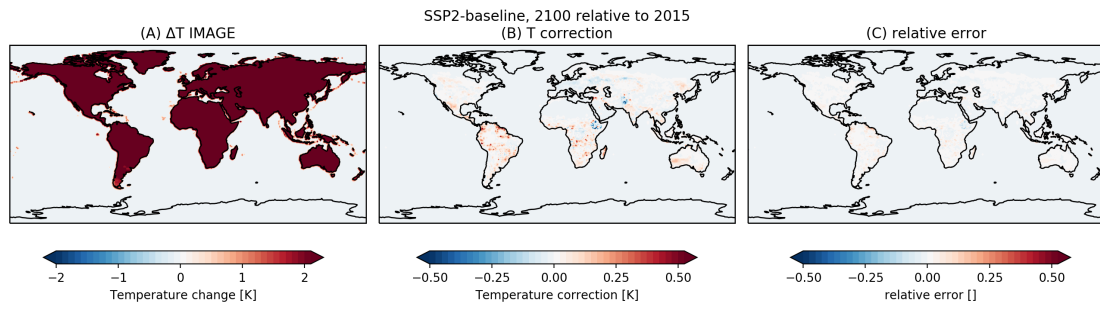 SSP2-baseline, 2100 relative to 2015
(A) ΔT IMAGE
(B) T correction
(C) relative error
−2 −1 0 1 2
Temperature change [K]
−0.50 −0.25 0.00 0.25 0.50
Temperature correction [K]
−0.50 −0.25 0.00 0.25 0.50
relative error []